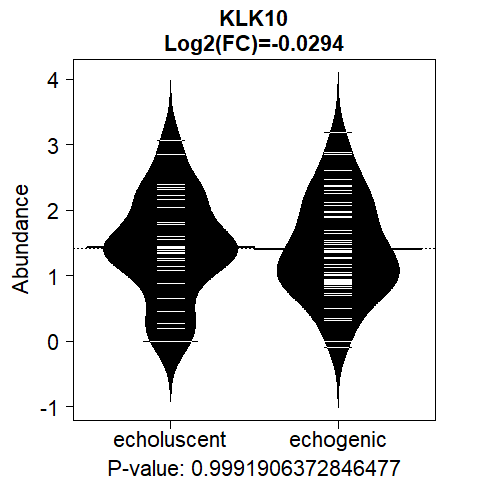 KLK10
Log2(FC)=-0.0294
Abundance
4
3
2
1
0
-1
echoluscent echogenic
P-value: 0.9991906372846477